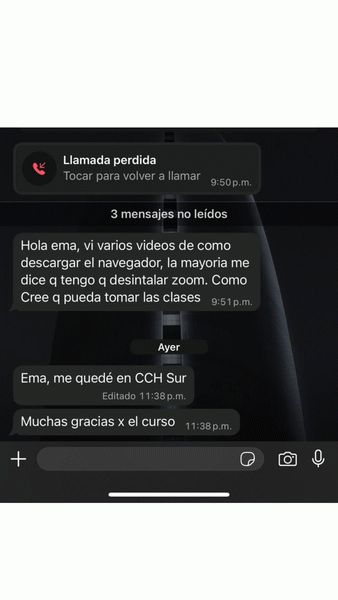 Llamada perdida
Tocar para volver a llamar
9:50 p.m.
3 mensajes no leídos
Hola ema, vi varios videos de como
descargar el navegador, la mayoria me
dice q tengo q desintalar zoom. Como
Cree q pueda tomar las clases
9:51 p.m.
Ayer
Ema, me quedé en CCH Sur
Editado 11:38 p.m.
Muchas gracias x el curso
11:38 p.m.